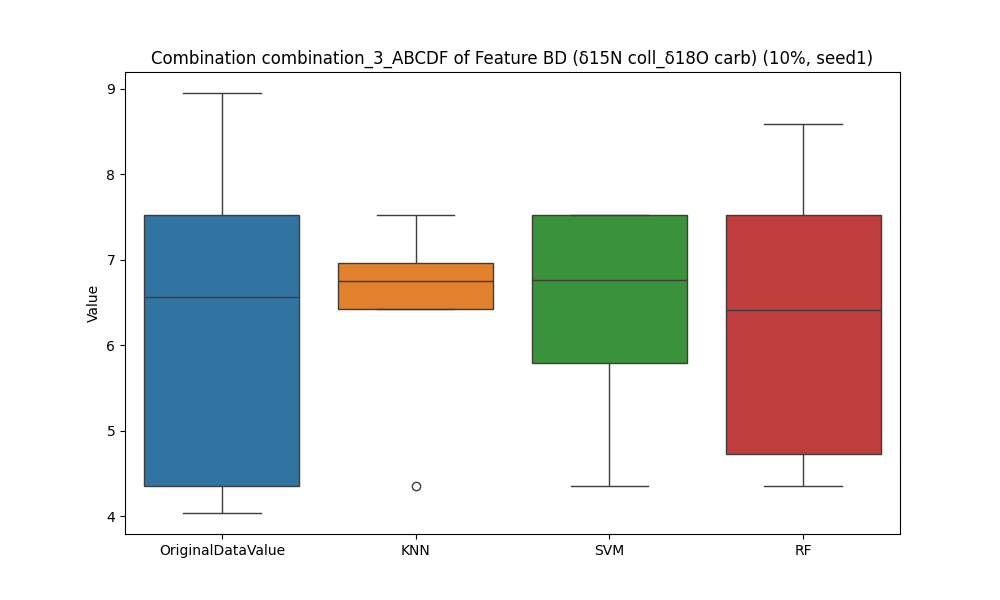 Combination combination_3_ABCDF of Feature BD (δ15N coll_δ18O carb) (10%, seed1)
Value
9
8
7
6
5
4
OriginalDataValue KNN SVM RF